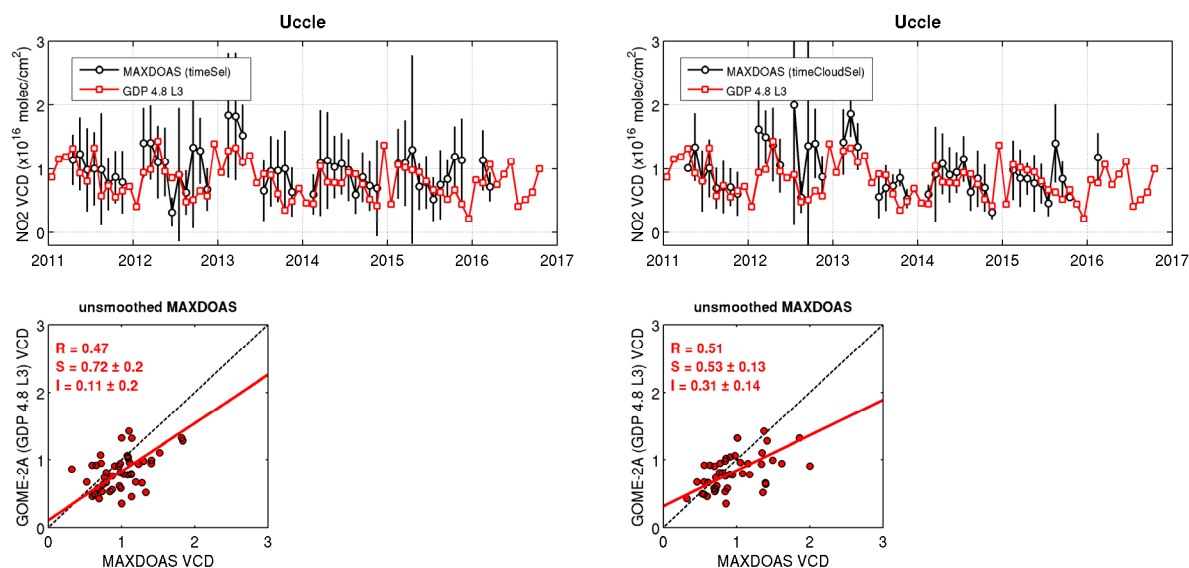 Uccle
NO2 VCD (x10^16 molec/cm^2)
3
2
1
0
MAXDOAS (timeSel)
GDP 4.8 L3
2011 2012 2013 2014 2015 2016 2017
Uccle
NO2 VCD (x10^16 molec/cm^2)
3
2
1
0
MAXDOAS (timeCloudSel)
GDP 4.8 L3
2011 2012 2013 2014 2015 2016 2017
unsmoothed MAXDOAS
GOME-2A (GDP 4.8 L3) VCD
3
2
1
0
R = 0.47
S = 0.72 ± 0.2
I = 0.11 ± 0.2
0 1 2 3
MAXDOAS VCD
unsmoothed MAXDOAS
GOME-2A (GDP 4.8 L3) VCD
3
2
1
0
R = 0.51
S = 0.53 ± 0.13
I = 0.31 ± 0.14
0 1 2 3
MAXDOAS VCD